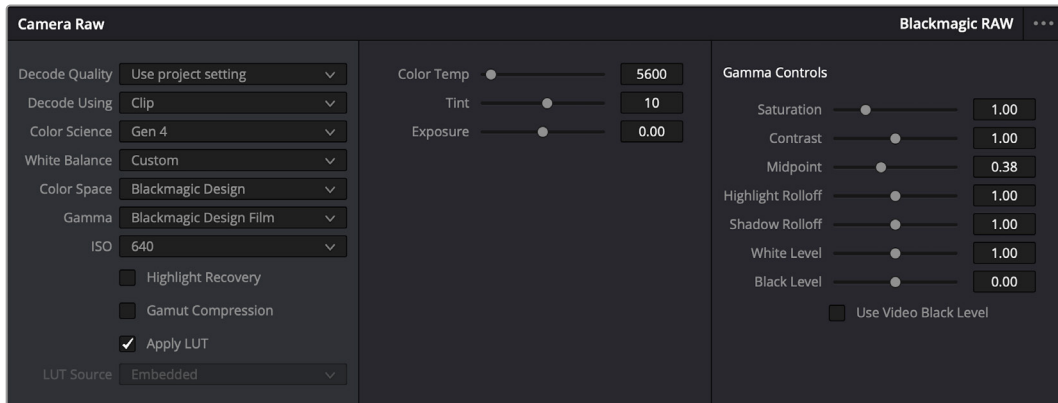 Camera Raw
Blackmagic RAW
Decode Quality Use project setting
Decode Using Clip
Color Science Gen 4
White Balance Custom
Color Space Blackmagic Design
Gamma Blackmagic Design Film
ISO 640
Highlight Recovery
Gamut Compression
Apply LUT
LUT Source Embedded
Color Temp 5600
Tint 10
Exposure 0.00
Gamma Controls
Saturation 1.00
Contrast 1.00
Midpoint 0.38
Highlight Rolloff 1.00
Shadow Rolloff 1.00
White Level 1.00
Black Level 0.00
Use Video Black Level